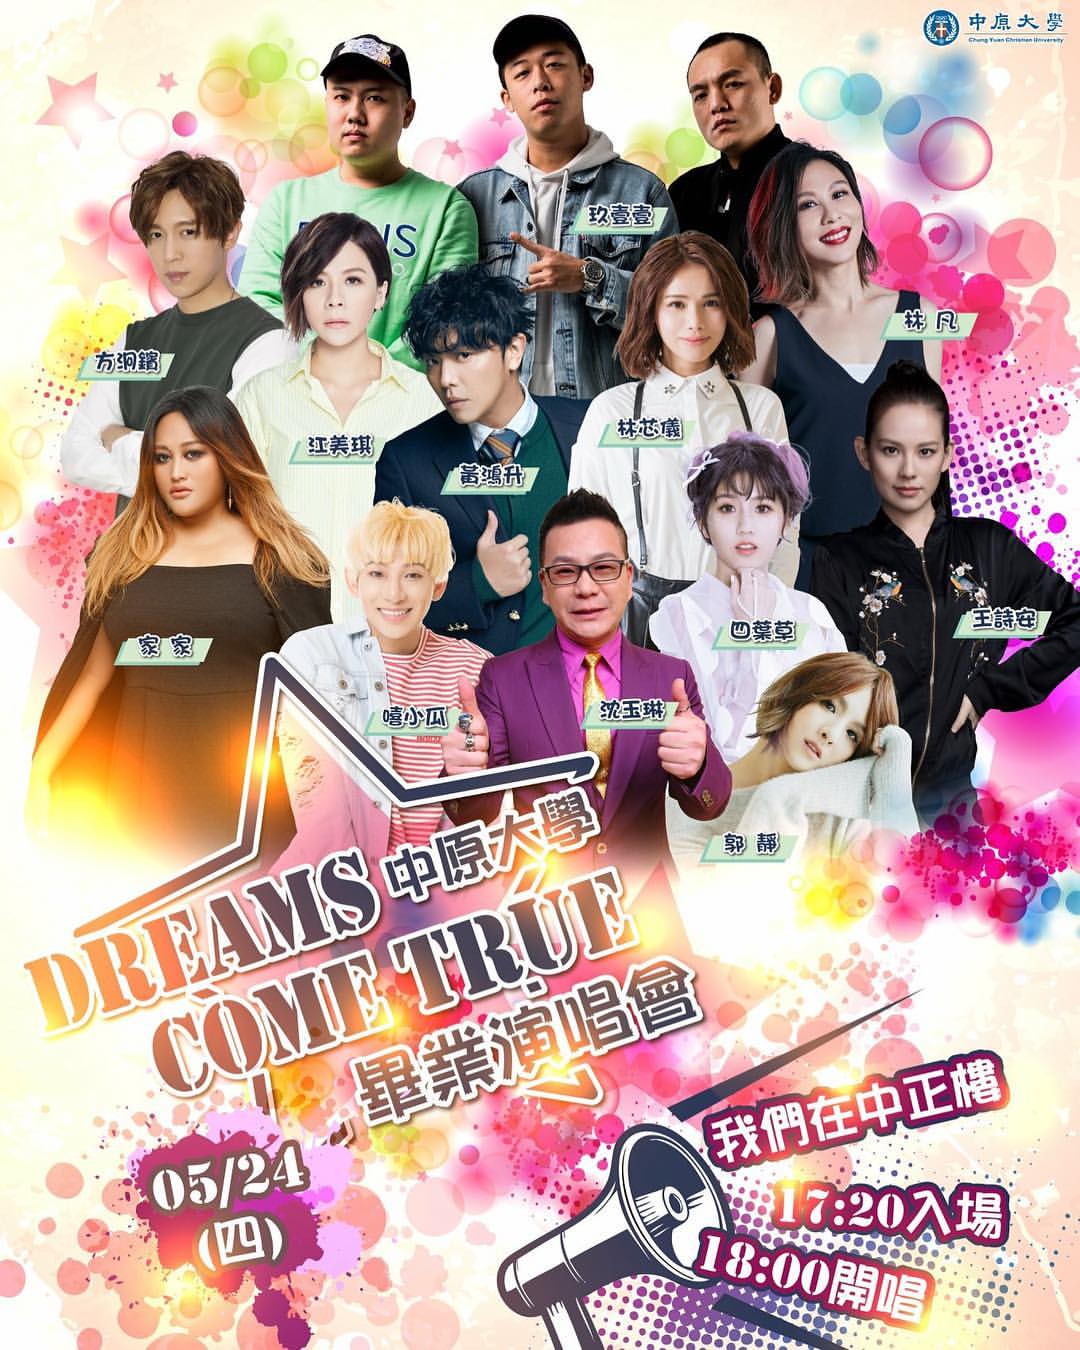 中原大學
Chung Yuan Christian University
玖壹壹
林 凡
方泂鑌
江美琪
林芯儀
黃鴻升
家 家
四葉草
王詩安
嘻小瓜
沈玉琳
郭 靜
DREAMS 中原大學
COME TRUE
畢業演唱會
05/24
(四)
我們在中正樓
17:20入場
18:00開唱